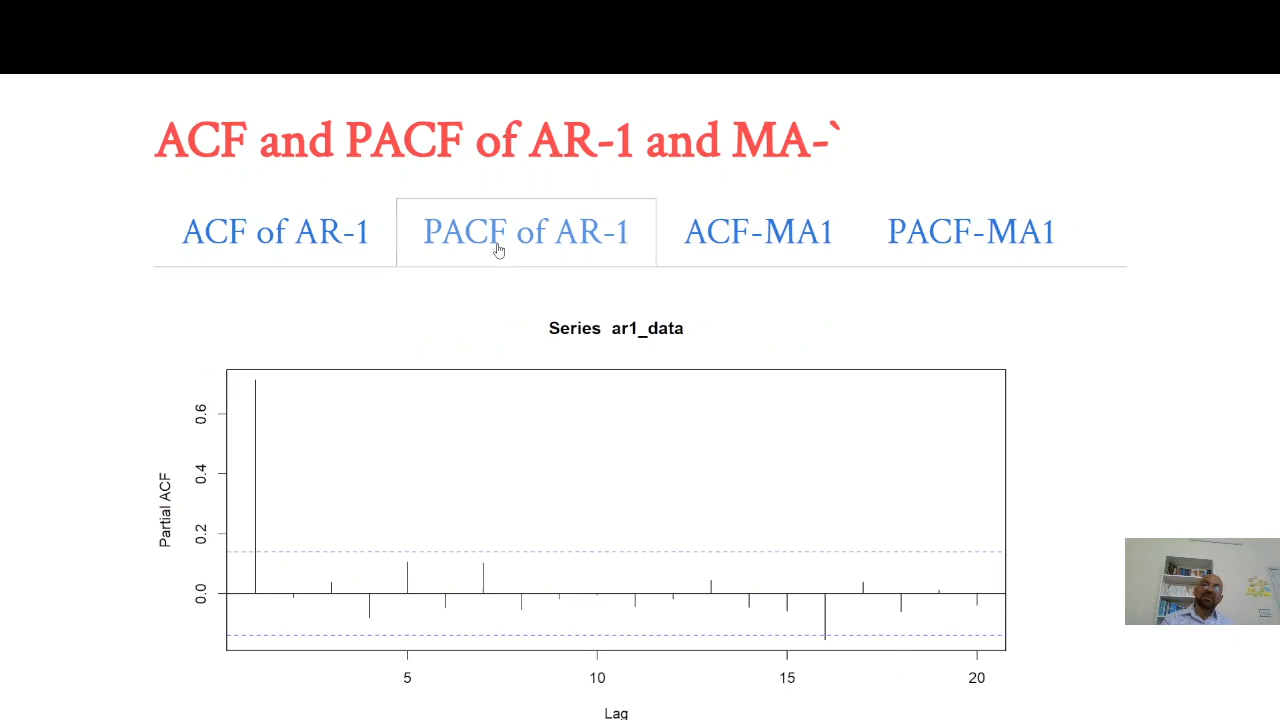 ACF and PACF of AR-1 and MA-`
ACF of AR-1 PACF of AR-1 ACF-MA1 PACF-MA1
Series ar1_data
Partial ACF
0.6
0.4
0.2
0.0
5 10 15 20
Lag